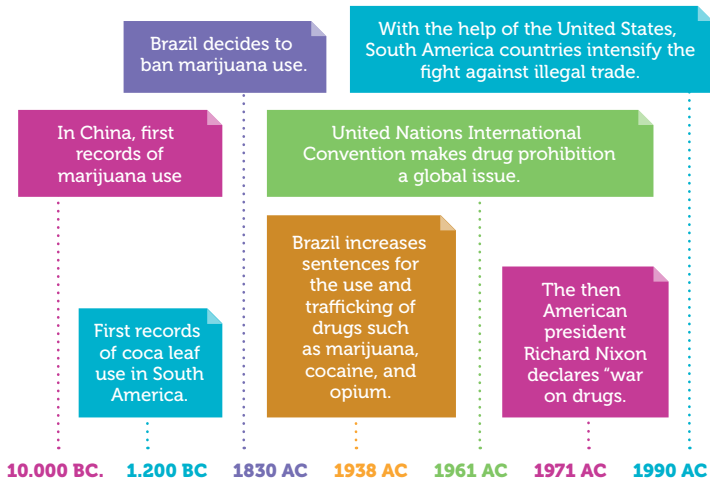 Brazil decides to
ban marijuana use.
With the help of the United States,
South America countries intensify the
fight against illegal trade.
In China, first
records of
marijuana use
United Nations International
Convention makes drug prohibition
a global issue.
Brazil increases
sentences for
the use and
trafficking of
drugs such
as marijuana,
cocaine, and
opium.
The then
American
president
Richard Nixon
declares “war
on drugs.
First records
of coca leaf
use in South
America.
10.000 BC. 1.200 BC 1830 AC 1938 AC 1961 AC 1971 AC 1990 AC